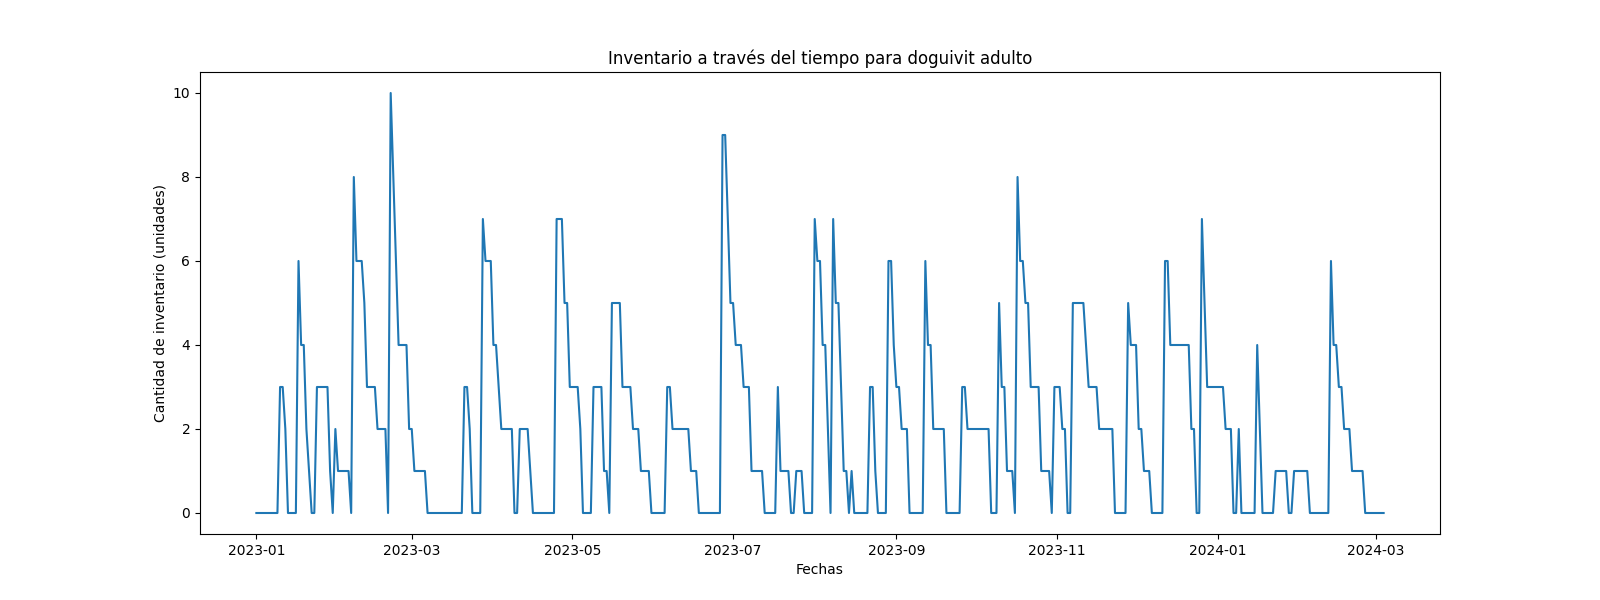 Inventario a través del tiempo para doguivit adulto
Cantidad de inventario (unidades)
10
8
6
4
2
0
2023-01 2023-03 2023-05 2023-07 2023-09 2023-11 2024-01 2024-03
Fechas